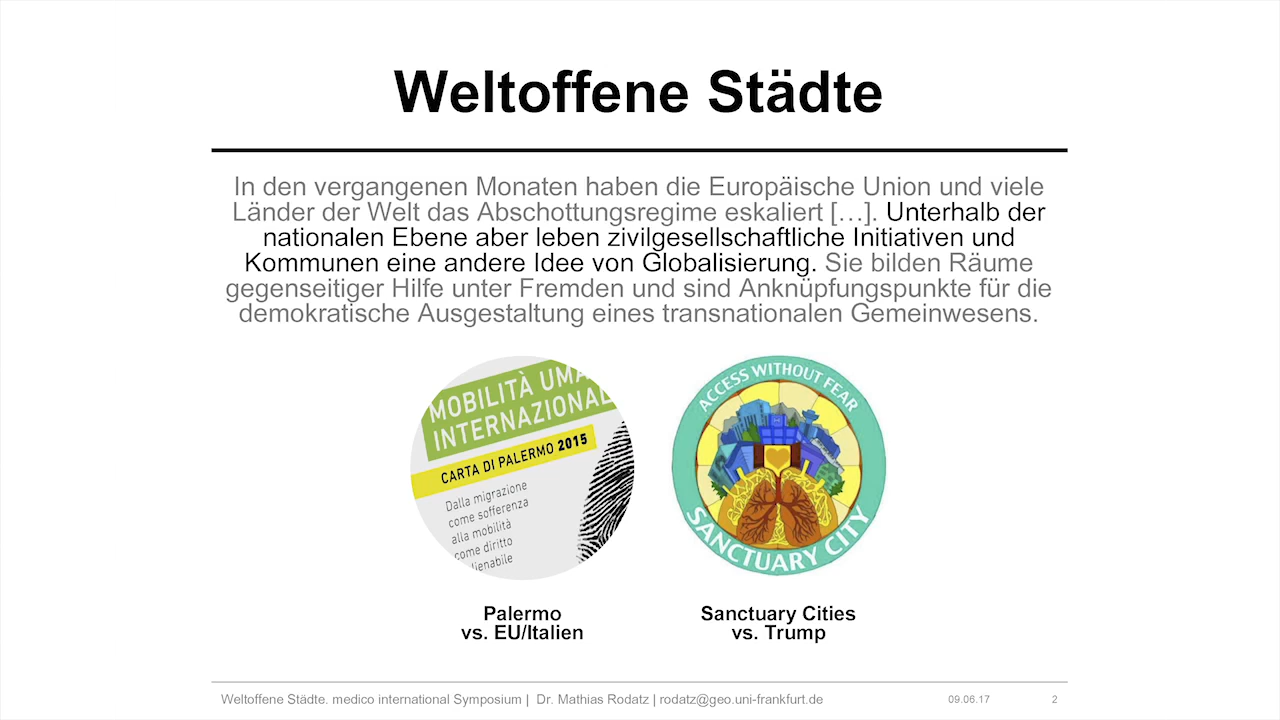 Weltoffene Städte
In den vergangenen Monaten haben die Europäische Union und viele
Länder der Welt das Abschottungsregime eskaliert […]. Unterhalb der
nationalen Ebene aber leben zivilgesellschaftliche Initiativen und
Kommunen eine andere Idee von Globalisierung. Sie bilden Räume
gegenseitiger Hilfe unter Fremden und sind Anknüpfungspunkte für die
demokratische Ausgestaltung eines transnationalen Gemeinwesens.
MOBILITÀ UMA
INTERNAZIONAL
CARTA DI PALERMO 2015
Dalla migrazione
come sofferenza
alla mobilità
come diritto
lienabile
ACCESS WITHOUT FEAR
SANCTUARY CITY
Palermo
vs. EU/Italien
Sanctuary Cities
vs. Trump
Weltoffene Städte. medico international Symposium | Dr. Mathias Rodatz | rodatz@geo.uni-frankfurt.de
09.06.17
2